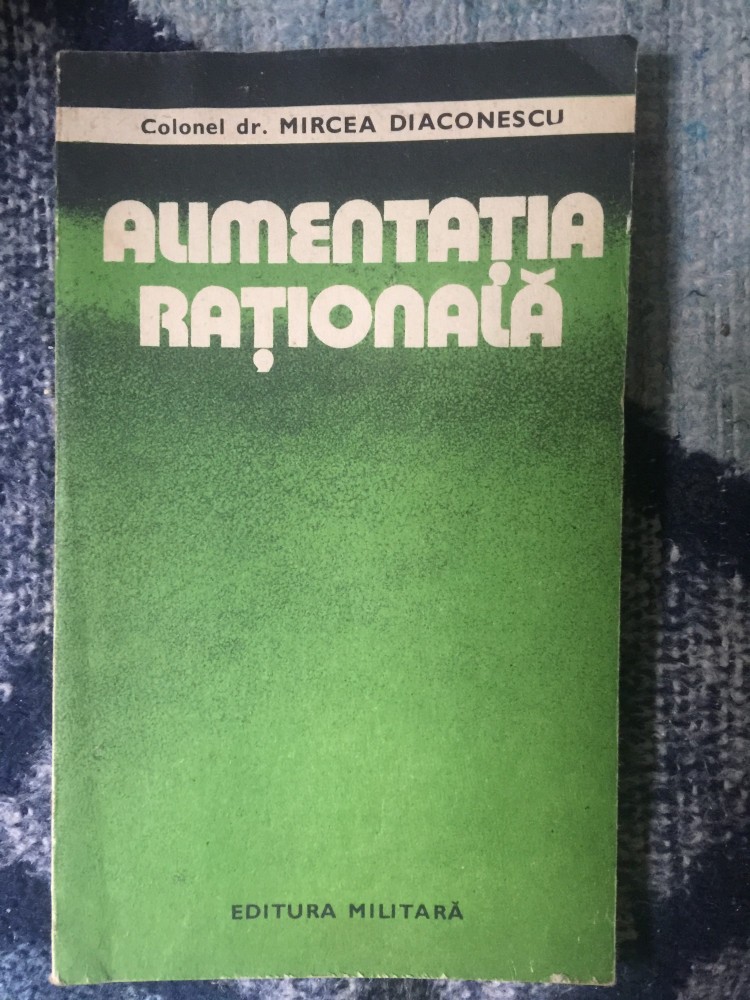 Colonel dr. MIRCEA DIACONESCU
ALIMENTAȚIA
RAȚIONALĂ
EDITURA MILITARĂ